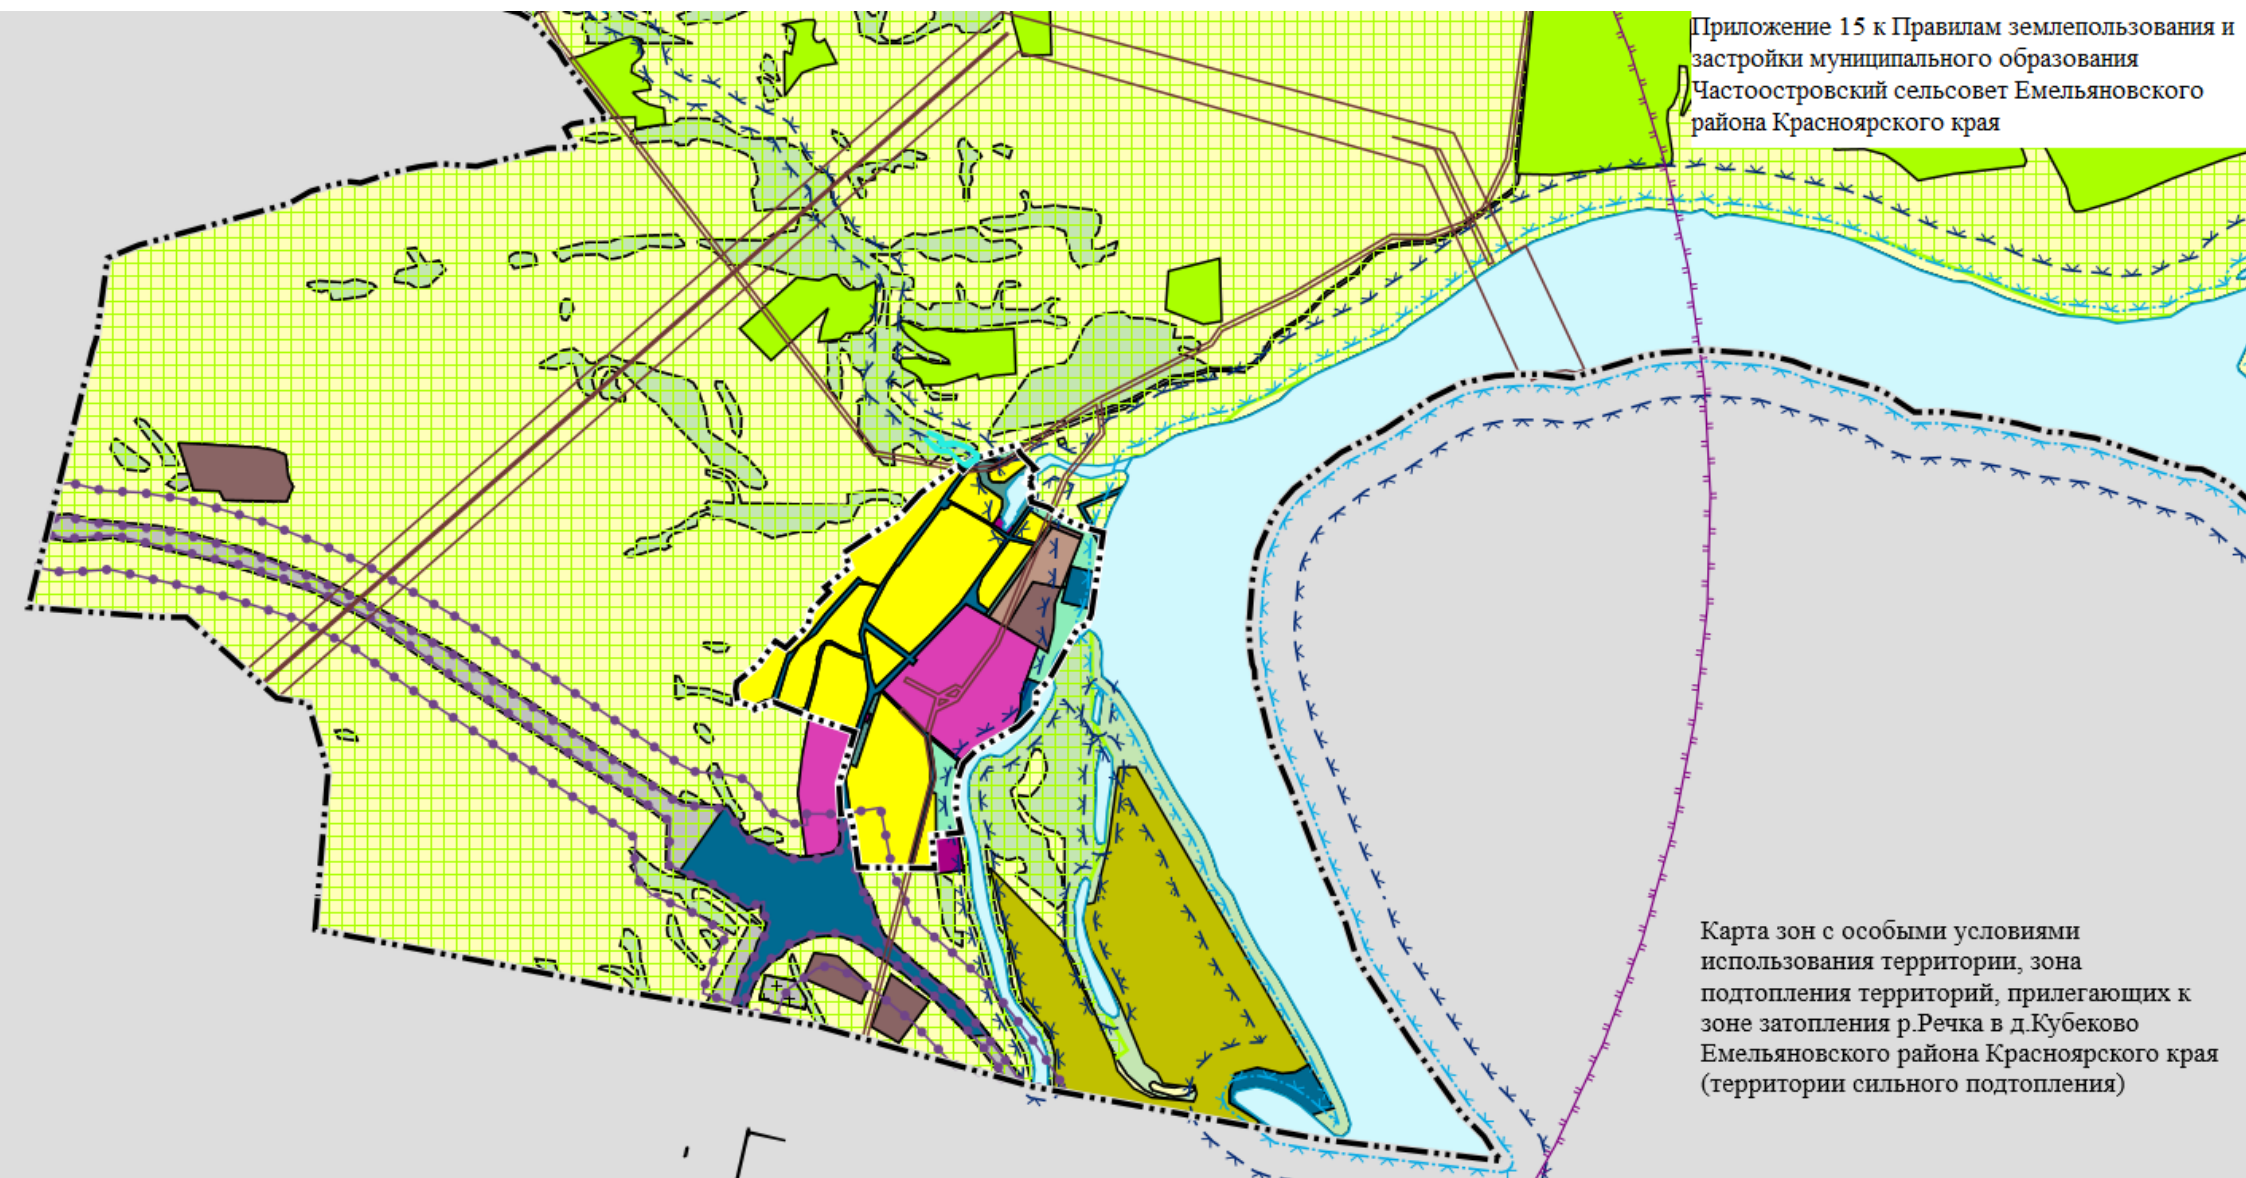 Приложение 15 к Правилам землепользования и
застройки муниципального образования
Частоостровский сельсовет Емельяновского
района Красноярского края
Карта зон с особыми условиями
использования территории, зона
подтопления территорий, прилегающих к
зоне затопления р.Речка в д.Кубеково
Емельяновского района Красноярского края
(территории сильного подтопления)